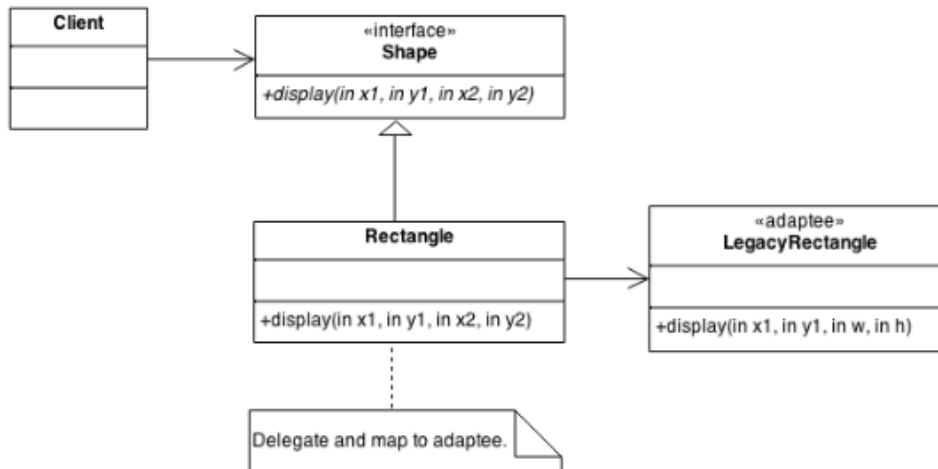 Client
«interface»
Shape
+display(in x1, in y1, in x2, in y2)
Rectangle
+display(in x1, in y1, in x2, in y2)
«adaptee»
LegacyRectangle
+display(in x1, in y1, in w, in h)
Delegate and map to adaptee.